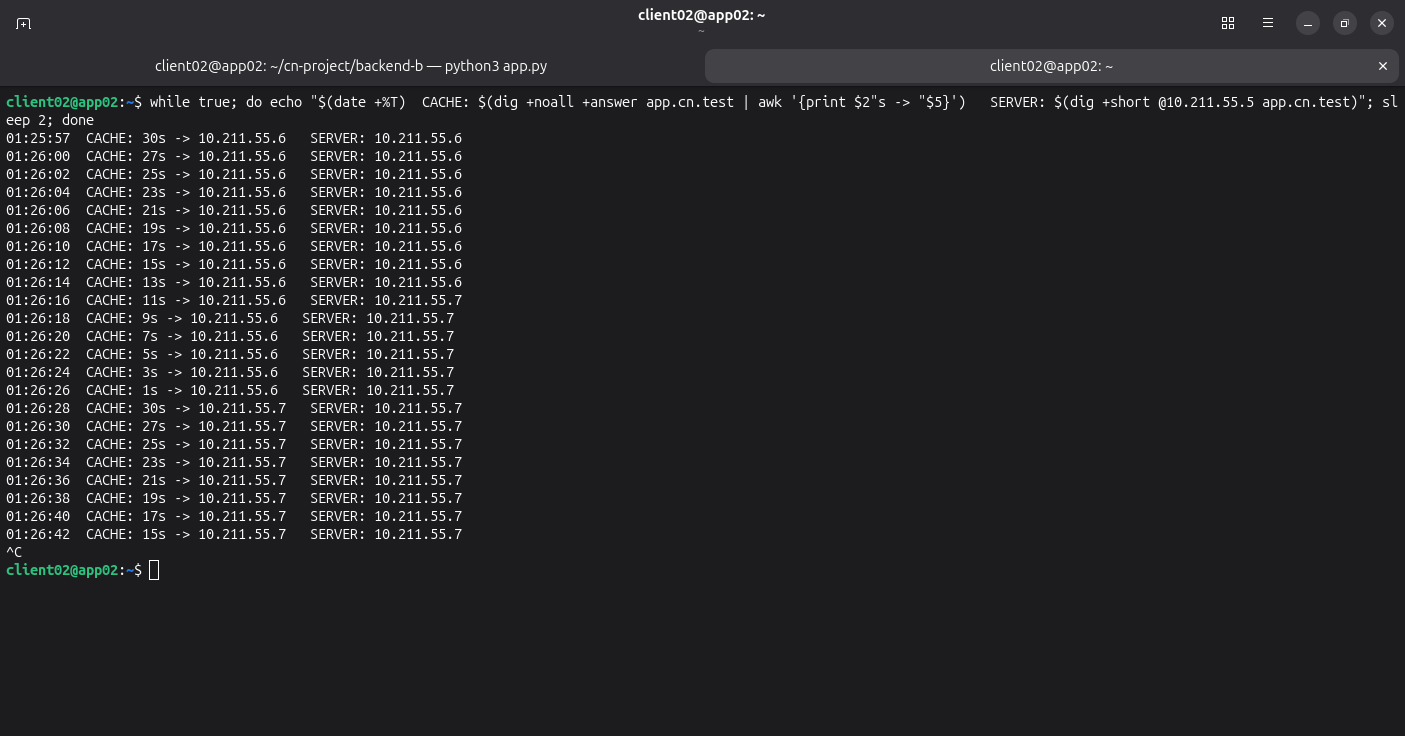 client02@app02: ~
~
client02@app02: ~/cn-project/backend-b — python3 app.py
client02@app02: ~
client02@app02:~$ while true; do echo "$(date +%T)  CACHE: $(dig +noall +answer app.cn.test | awk '{print $2"s -> "$5}')   SERVER: $(dig +short @10.211.55.5 app.cn.test)"; sl
eep 2; done
01:25:57  CACHE: 30s -> 10.211.55.6   SERVER: 10.211.55.6
01:26:00  CACHE: 27s -> 10.211.55.6   SERVER: 10.211.55.6
01:26:02  CACHE: 25s -> 10.211.55.6   SERVER: 10.211.55.6
01:26:04  CACHE: 23s -> 10.211.55.6   SERVER: 10.211.55.6
01:26:06  CACHE: 21s -> 10.211.55.6   SERVER: 10.211.55.6
01:26:08  CACHE: 19s -> 10.211.55.6   SERVER: 10.211.55.6
01:26:10  CACHE: 17s -> 10.211.55.6   SERVER: 10.211.55.6
01:26:12  CACHE: 15s -> 10.211.55.6   SERVER: 10.211.55.6
01:26:14  CACHE: 13s -> 10.211.55.6   SERVER: 10.211.55.6
01:26:16  CACHE: 11s -> 10.211.55.6   SERVER: 10.211.55.7
01:26:18  CACHE: 9s -> 10.211.55.6   SERVER: 10.211.55.7
01:26:20  CACHE: 7s -> 10.211.55.6   SERVER: 10.211.55.7
01:26:22  CACHE: 5s -> 10.211.55.6   SERVER: 10.211.55.7
01:26:24  CACHE: 3s -> 10.211.55.6   SERVER: 10.211.55.7
01:26:26  CACHE: 1s -> 10.211.55.6   SERVER: 10.211.55.7
01:26:28  CACHE: 30s -> 10.211.55.7   SERVER: 10.211.55.7
01:26:30  CACHE: 27s -> 10.211.55.7   SERVER: 10.211.55.7
01:26:32  CACHE: 25s -> 10.211.55.7   SERVER: 10.211.55.7
01:26:34  CACHE: 23s -> 10.211.55.7   SERVER: 10.211.55.7
01:26:36  CACHE: 21s -> 10.211.55.7   SERVER: 10.211.55.7
01:26:38  CACHE: 19s -> 10.211.55.7   SERVER: 10.211.55.7
01:26:40  CACHE: 17s -> 10.211.55.7   SERVER: 10.211.55.7
01:26:42  CACHE: 15s -> 10.211.55.7   SERVER: 10.211.55.7
^C
client02@app02:~$